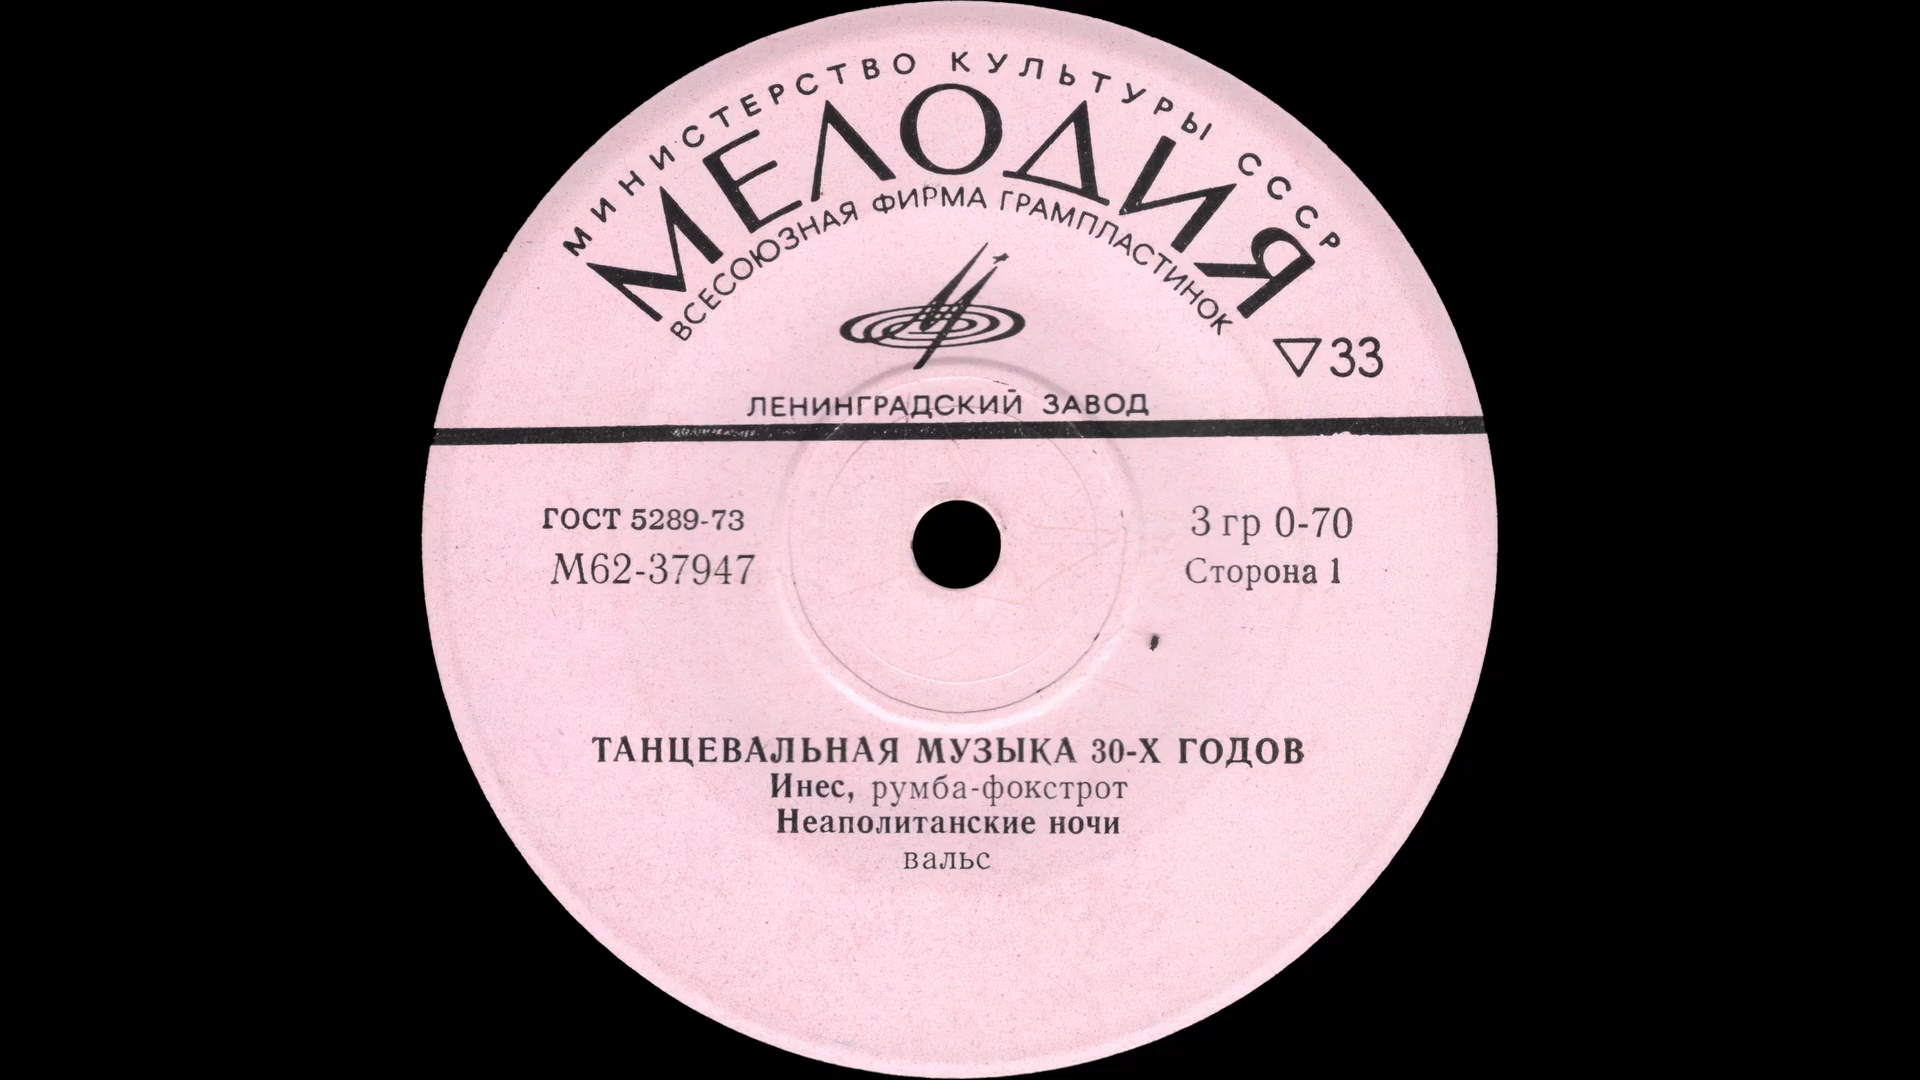 МИНИСТЕРСТВО КУЛЬТУРЫ СССР
МЕЛОДИЯ
ВСЕСОЮЗНАЯ ФИРМА ГРАМПЛАСТИНОК
▽33
ЛЕНИНГРАДСКИЙ ЗАВОД
ГОСТ 5289-73
М62-37947
3 гр 0-70
Сторона 1
ТАНЦЕВАЛЬНАЯ МУЗЫКА 30-Х ГОДОВ
Инес, румба-фокстрот
Неаполитанские ночи
вальс